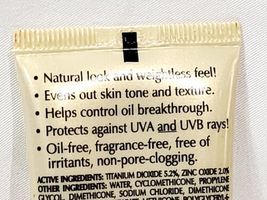 • Natural look and weightless feel!
• Evens out skin tone and texture.
• Helps control oil breakthrough.
• Protects against UVA and UVB rays!
• Oil-free, fragrance-free, free of
irritants, non-pore-clogging.
ACTIVE INGREDIENTS: TITANIUM DIOXIDE 5.2%, ZINC OXIDE 2.0%
OTHER INGREDIENTS: WATER, CYCLOMETHICONE, PROPYLENE
GLYCOL, DIMETHICONE, SODIUM CHLORIDE, DIMETHICONE